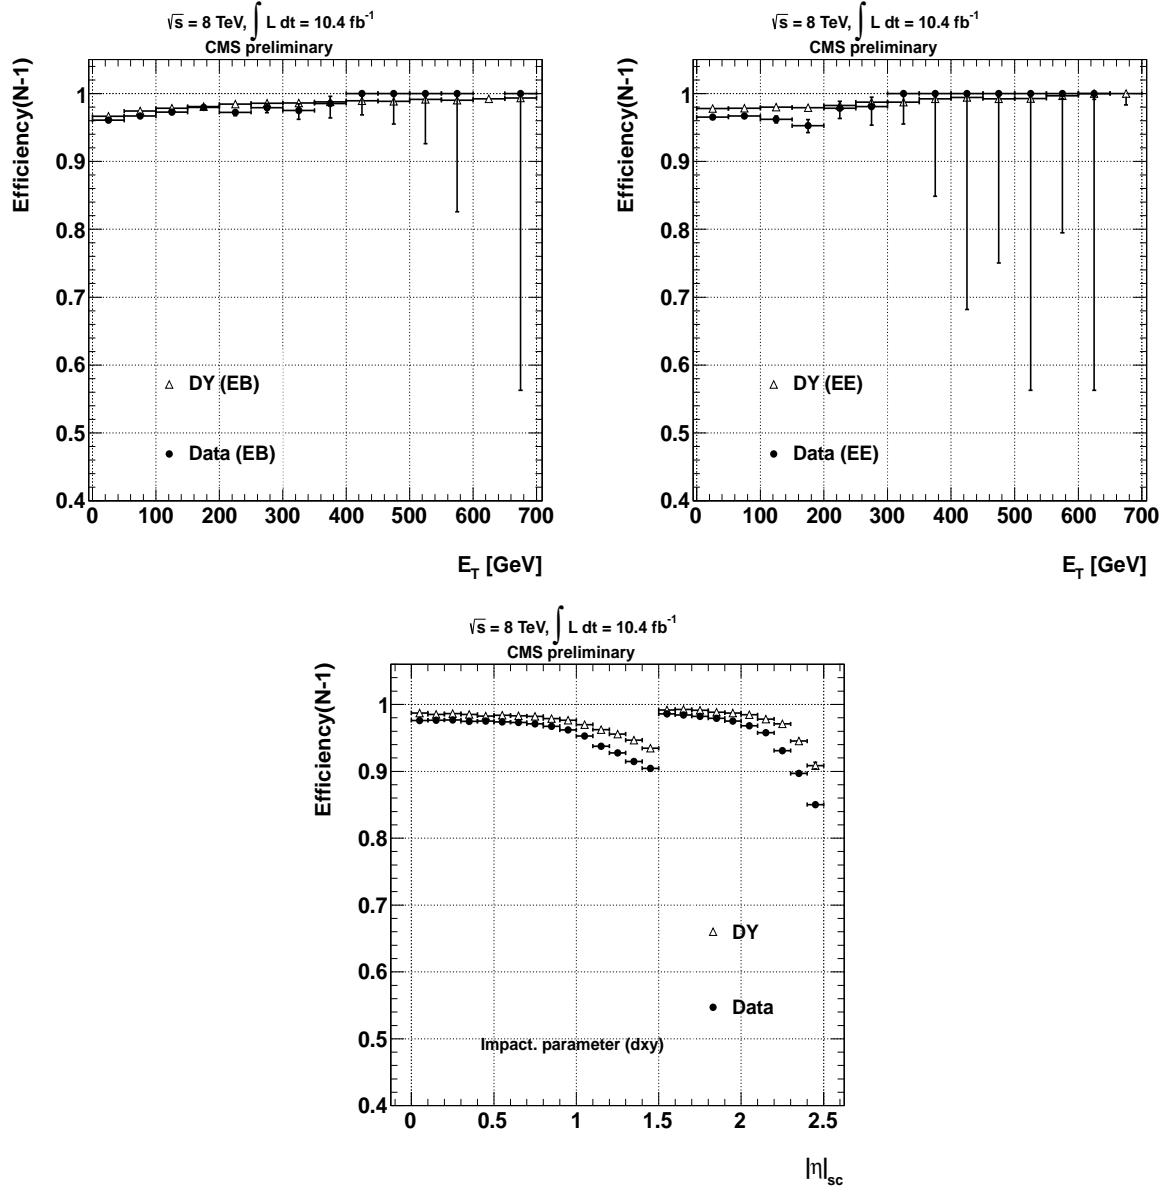 √s = 8 TeV, ∫ L dt = 10.4 fb⁻¹
CMS preliminary
Efficiency(N-1)
1
0.9
0.8
0.7
0.6
0.5
0.4
DY (EB)
Data (EB)
0 100 200 300 400 500 600 700
E_T [GeV]
√s = 8 TeV, ∫ L dt = 10.4 fb⁻¹
CMS preliminary
Efficiency(N-1)
1
0.9
0.8
0.7
0.6
0.5
0.4
DY (EE)
Data (EE)
0 100 200 300 400 500 600 700
E_T [GeV]
√s = 8 TeV, ∫ L dt = 10.4 fb⁻¹
CMS preliminary
Efficiency(N-1)
1
0.9
0.8
0.7
0.6
0.5
0.4
DY
Data
Impact. parameter (dxy)
0 0.5 1 1.5 2 2.5
|η|_sc